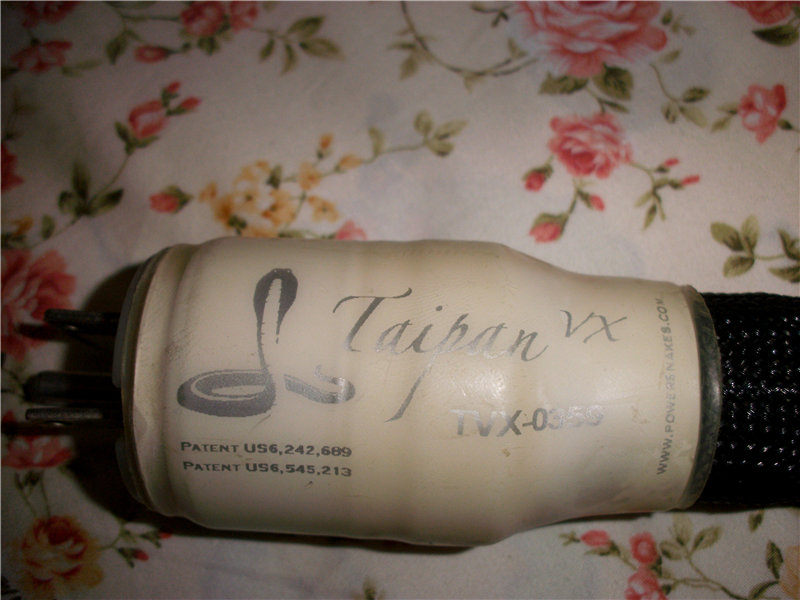 Taipan VX
PATENT US6,242,689
PATENT US6,545,213
WWW.POWERSNAKES.COM